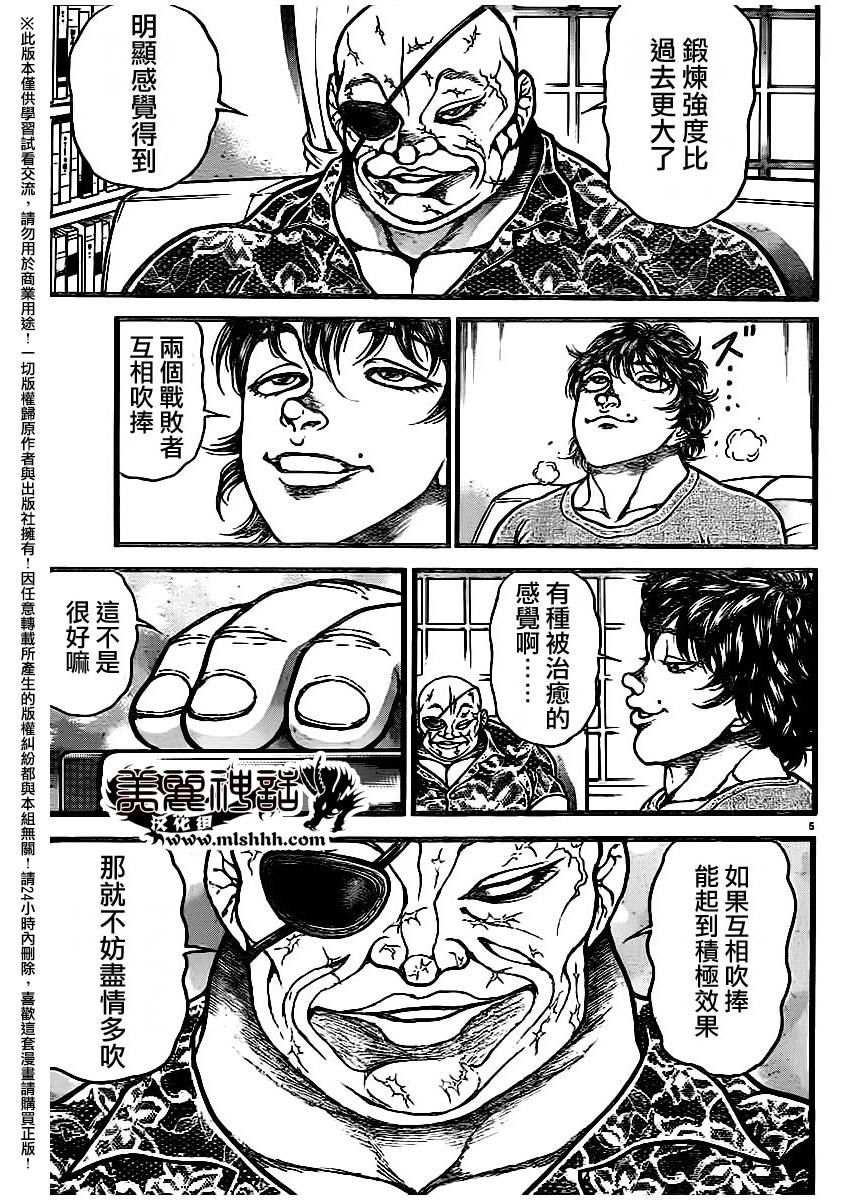 鍛煉強度比
過去更大了
明顯感覺得到
ズ〞…
兩個戰敗者
互相吹捧
有種被治癒的
感覺啊……
這不是
很好嘛
美麗神話
汉化组
www.mlshhh.com
5
如果互相吹捧
能起到積極效果
那就不妨盡情多吹
※此版本僅供學習試看交流，請勿用於商業用途！一切版權歸原作者與出版社擁有！因任意轉載所產生的版權糾紛都與本組無關！請24小時內刪除，喜歡這套漫畫請購買正版！